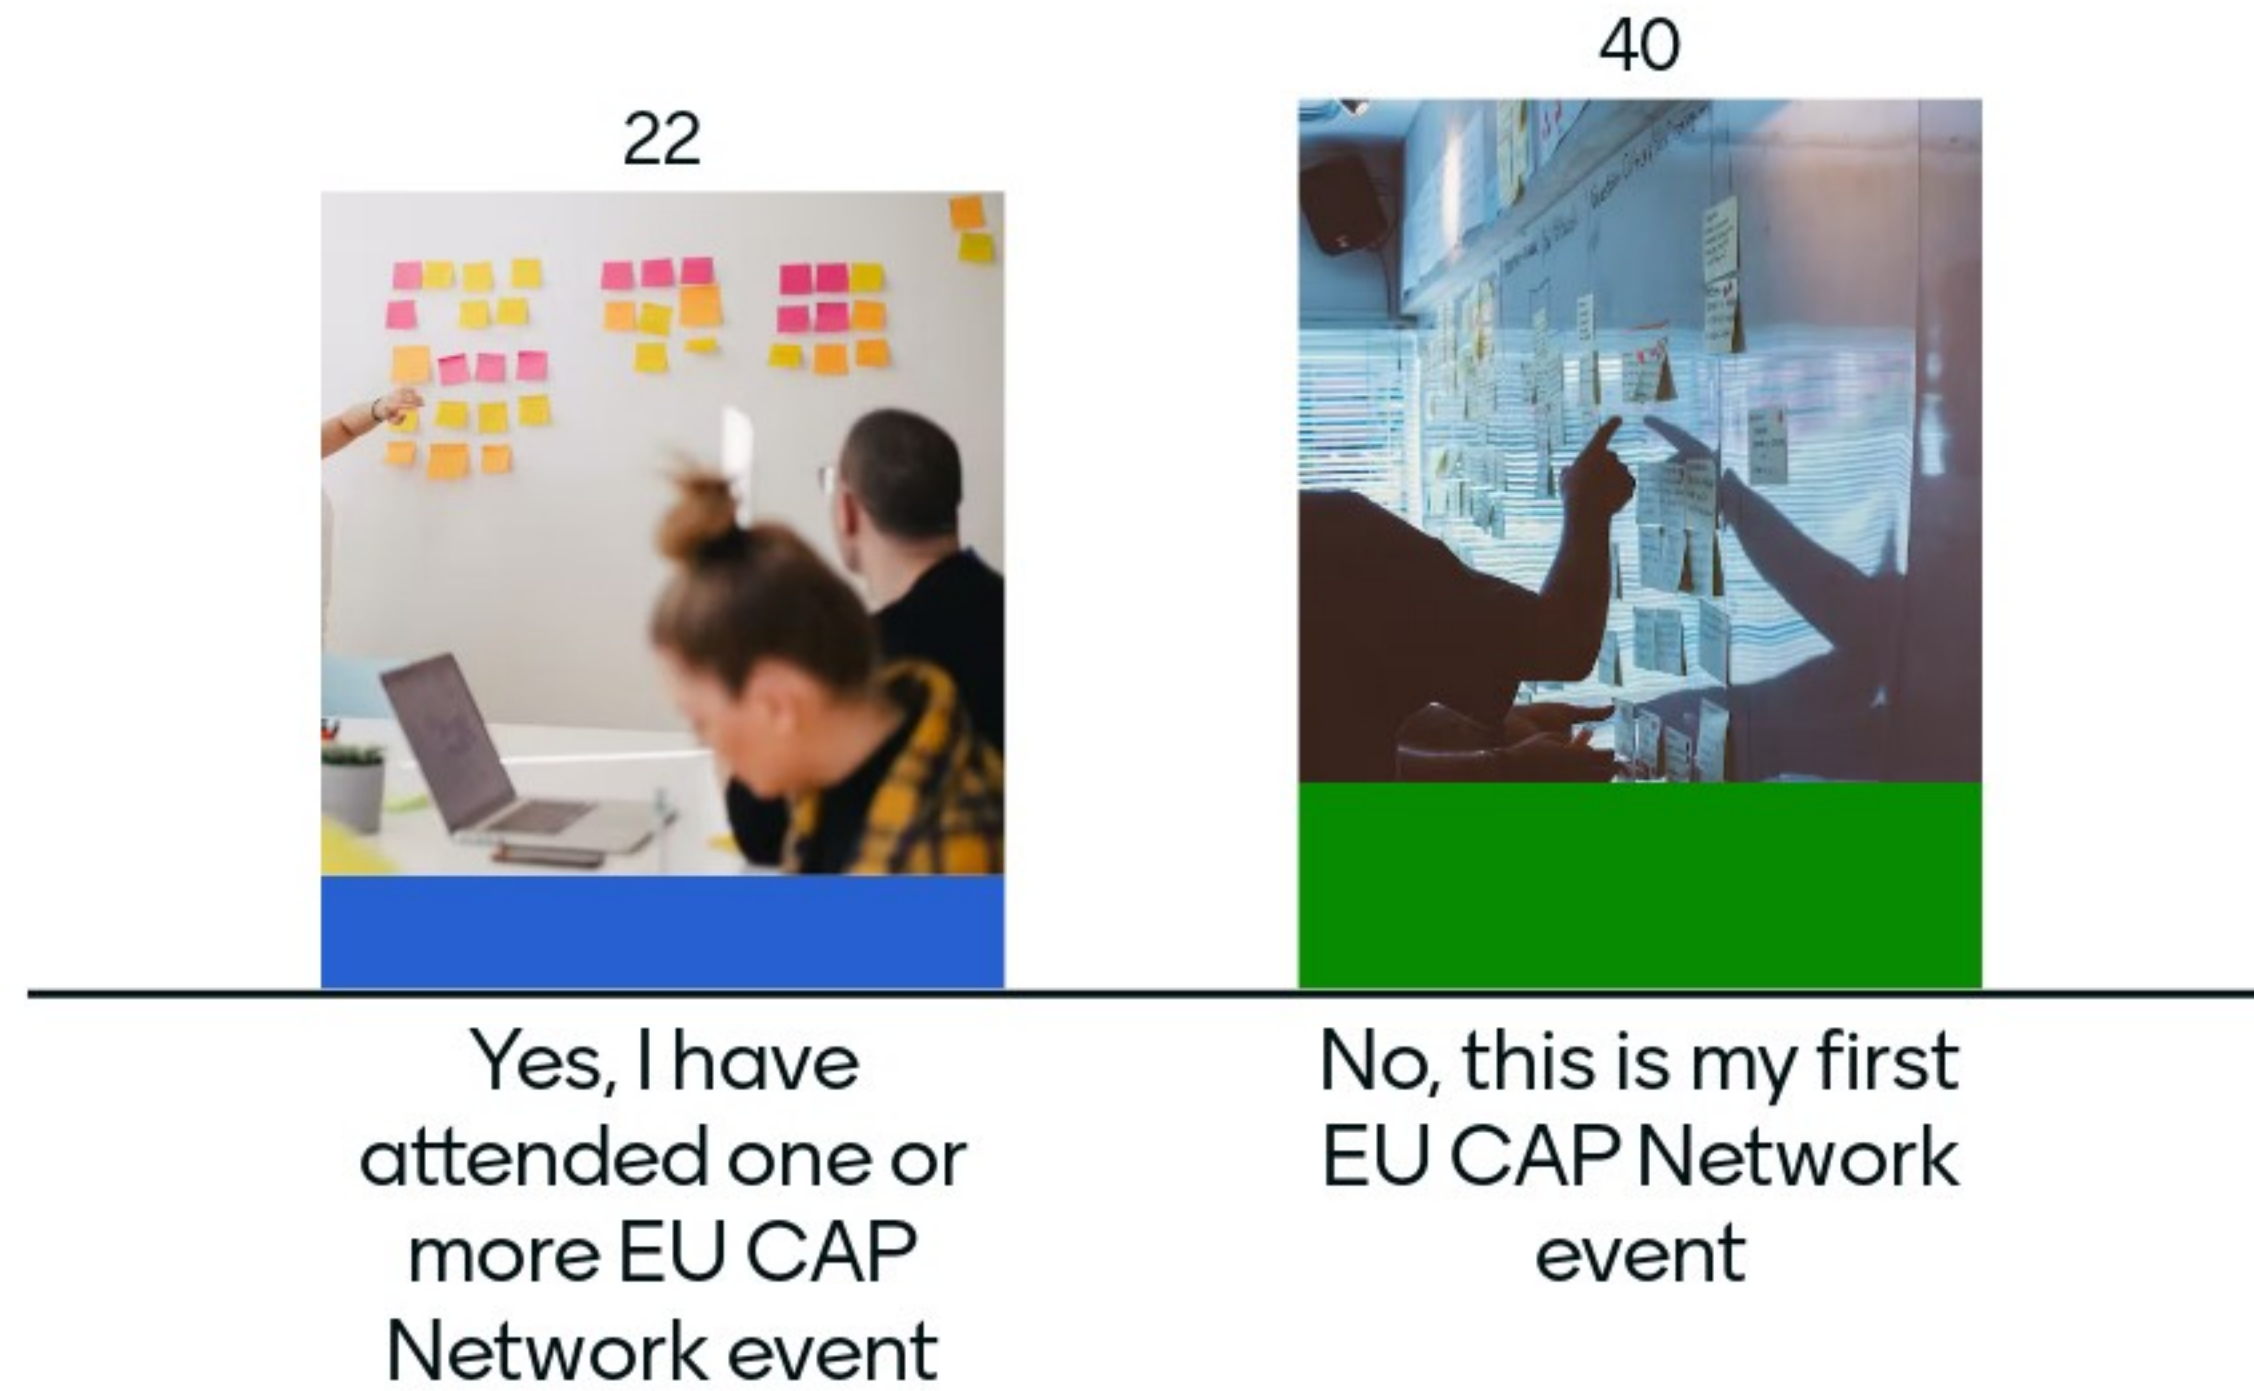 22
40
Yes, I have
attended one or
more EU CAP
Network event
No, this is my first
EU CAP Network
event